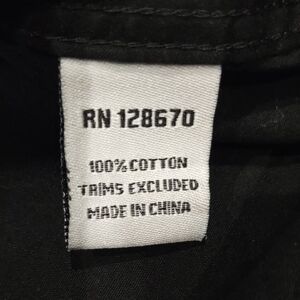 RN 128670
100% COTTON
TRIMS EXCLUDED
MADE IN CHINA